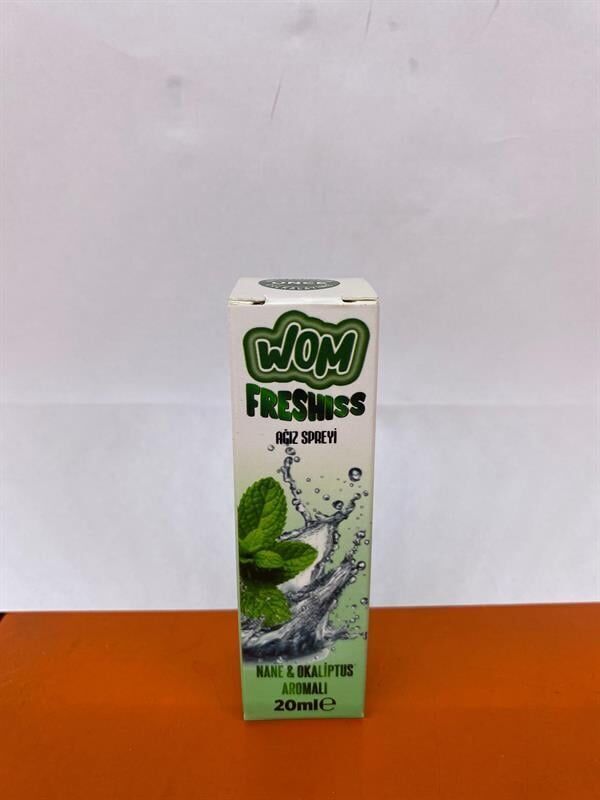 WOM
FRESHISS
AĞIZ SPREYİ
NANE & OKALİPTUS
AROMALI
20ml℮